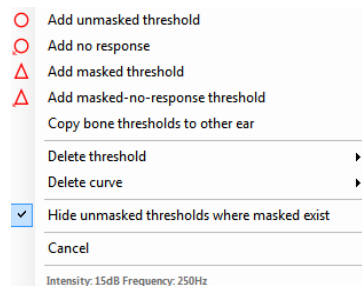 Add unmasked threshold
Add no response
Add masked threshold
Add masked-no-response threshold
Copy bone thresholds to other ear
Delete threshold
Delete curve
Hide unmasked thresholds where masked exist
Cancel
Intensity: 15dB Frequency: 250Hz